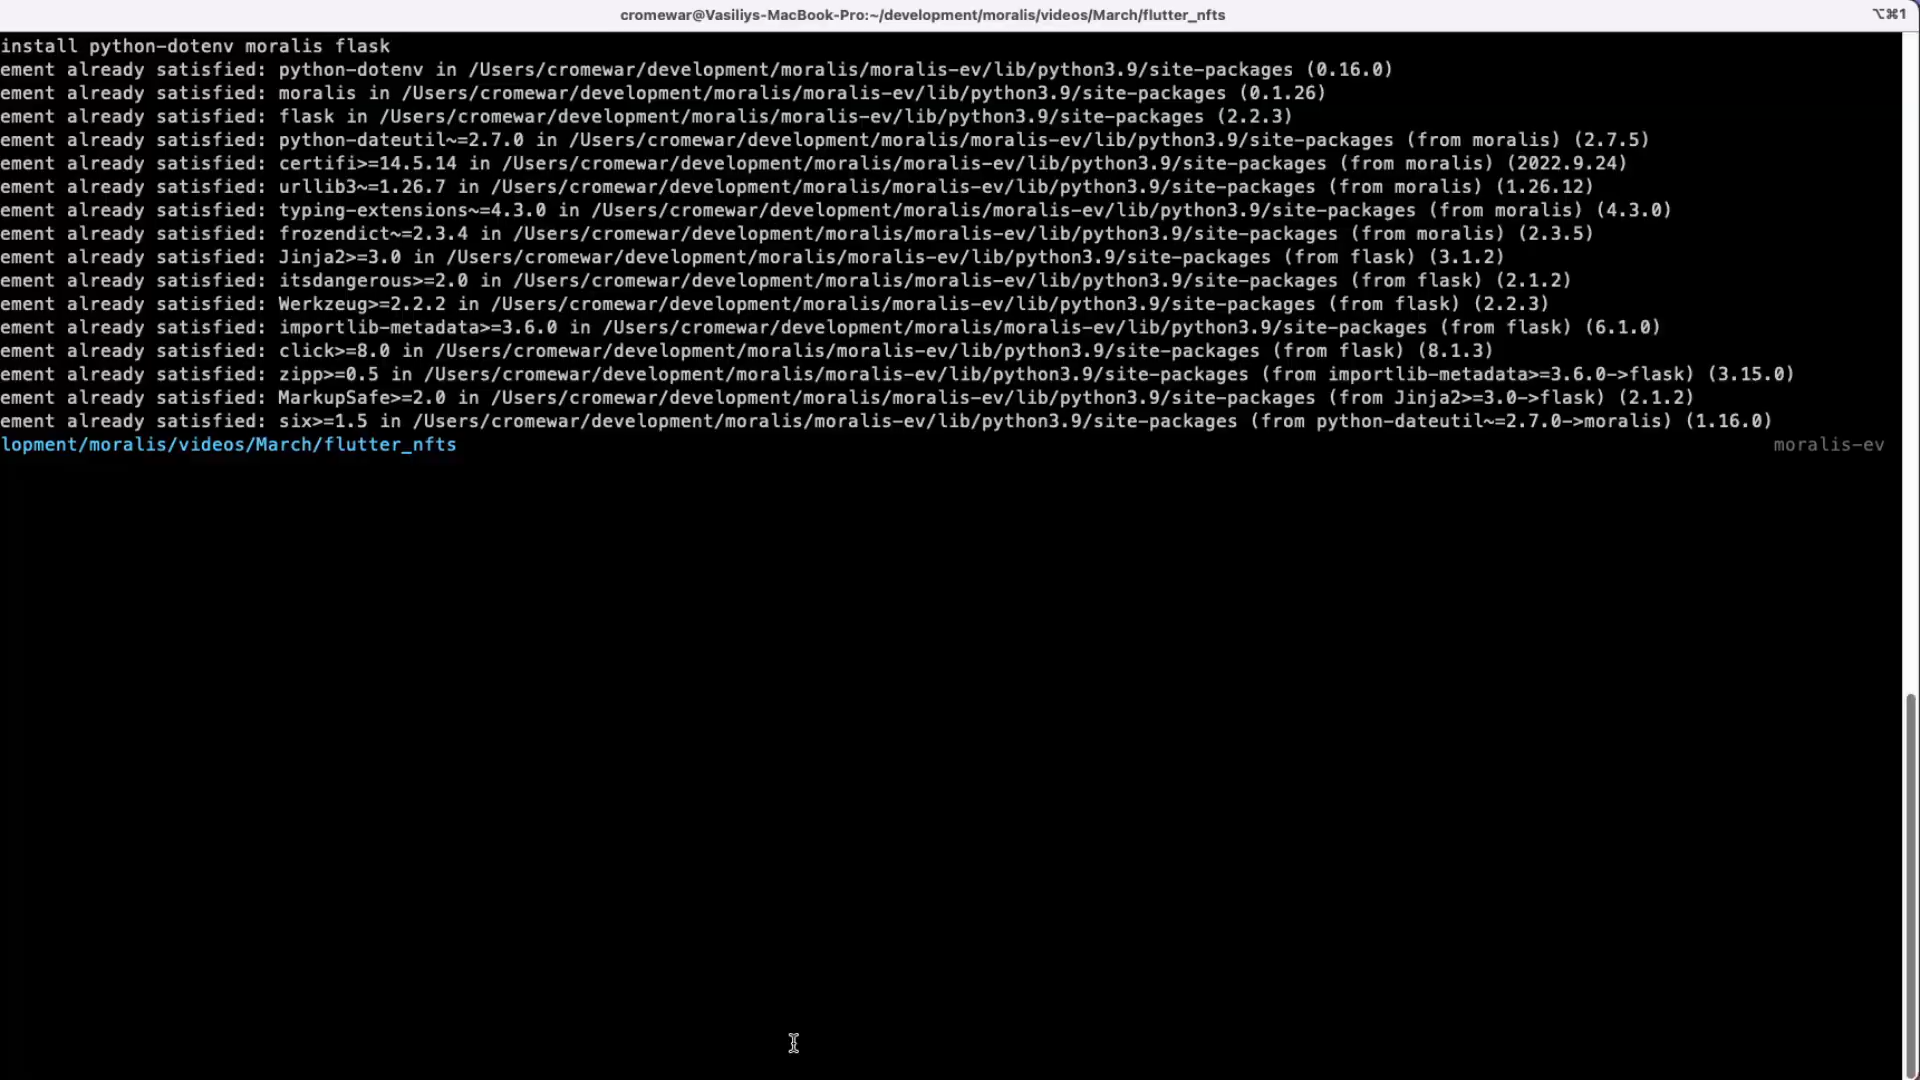 cromewar@Vasiliys-MacBook-Pro:~/development/moralis/videos/March/flutter_nfts
⌥⌘1
install python-dotenv moralis flask
ement already satisfied: python-dotenv in /Users/cromewar/development/moralis/moralis-ev/lib/python3.9/site-packages (0.16.0)
ement already satisfied: moralis in /Users/cromewar/development/moralis/moralis-ev/lib/python3.9/site-packages (0.1.26)
ement already satisfied: flask in /Users/cromewar/development/moralis/moralis-ev/lib/python3.9/site-packages (2.2.3)
ement already satisfied: python-dateutil~=2.7.0 in /Users/cromewar/development/moralis/moralis-ev/lib/python3.9/site-packages (from moralis) (2.7.5)
ement already satisfied: certifi>=14.5.14 in /Users/cromewar/development/moralis/moralis-ev/lib/python3.9/site-packages (from moralis) (2022.9.24)
ement already satisfied: urllib3~=1.26.7 in /Users/cromewar/development/moralis/moralis-ev/lib/python3.9/site-packages (from moralis) (1.26.12)
ement already satisfied: typing-extensions~=4.3.0 in /Users/cromewar/development/moralis/moralis-ev/lib/python3.9/site-packages (from moralis) (4.3.0)
ement already satisfied: frozendict~=2.3.4 in /Users/cromewar/development/moralis/moralis-ev/lib/python3.9/site-packages (from moralis) (2.3.5)
ement already satisfied: Jinja2>=3.0 in /Users/cromewar/development/moralis/moralis-ev/lib/python3.9/site-packages (from flask) (3.1.2)
ement already satisfied: itsdangerous>=2.0 in /Users/cromewar/development/moralis/moralis-ev/lib/python3.9/site-packages (from flask) (2.1.2)
ement already satisfied: Werkzeug>=2.2.2 in /Users/cromewar/development/moralis/moralis-ev/lib/python3.9/site-packages (from flask) (2.2.3)
ement already satisfied: importlib-metadata>=3.6.0 in /Users/cromewar/development/moralis/moralis-ev/lib/python3.9/site-packages (from flask) (6.1.0)
ement already satisfied: click>=8.0 in /Users/cromewar/development/moralis/moralis-ev/lib/python3.9/site-packages (from flask) (8.1.3)
ement already satisfied: zipp>=0.5 in /Users/cromewar/development/moralis/moralis-ev/lib/python3.9/site-packages (from importlib-metadata>=3.6.0->flask) (3.15.0)
ement already satisfied: MarkupSafe>=2.0 in /Users/cromewar/development/moralis/moralis-ev/lib/python3.9/site-packages (from Jinja2>=3.0->flask) (2.1.2)
ement already satisfied: six>=1.5 in /Users/cromewar/development/moralis/moralis-ev/lib/python3.9/site-packages (from python-dateutil~=2.7.0->moralis) (1.16.0)
lopment/moralis/videos/March/flutter_nfts
moralis-ev